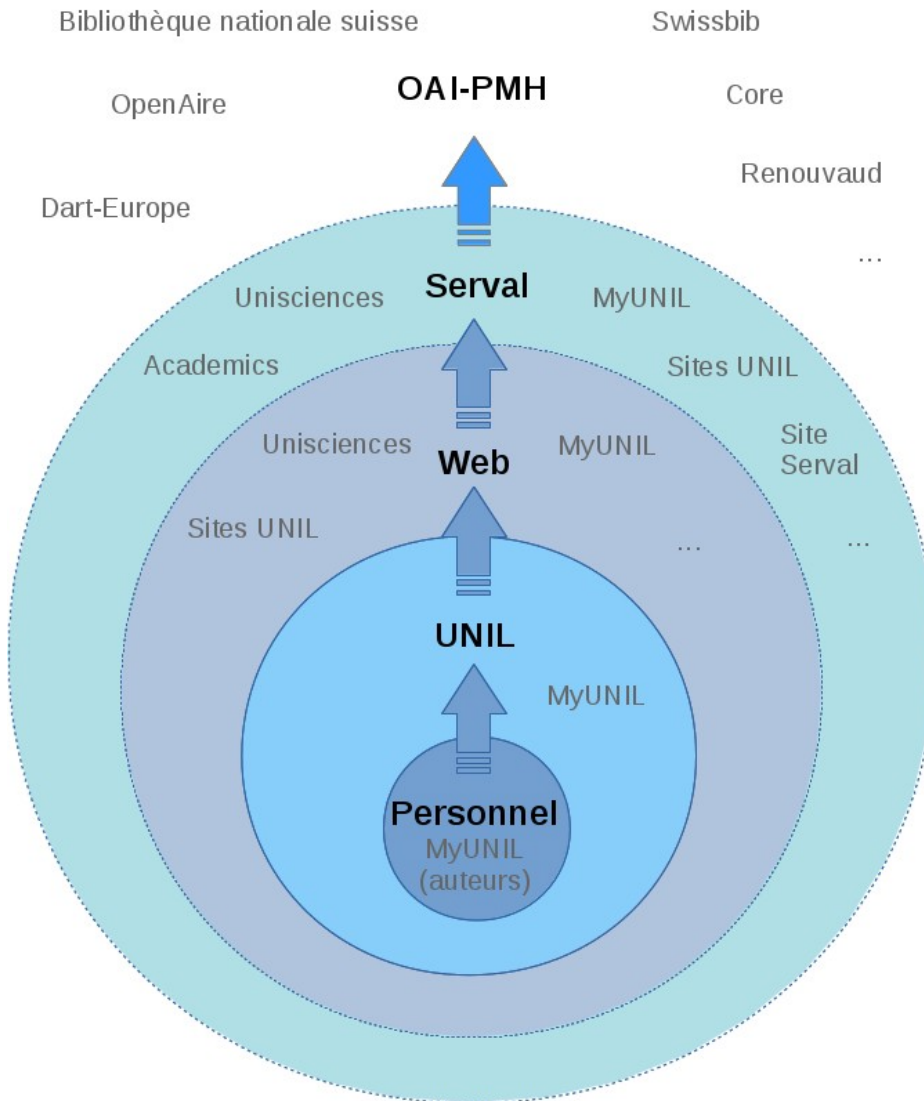 Bibliothèque nationale suisse
Swissbib
OAI-PMH
OpenAire
Core
Renouvaud
Dart-Europe
...
Serval
Unisciences
MyUNIL
Academics
Sites UNIL
Site
Serval
...
Unisciences
MyUNIL
Web
Sites UNIL
...
UNIL
MyUNIL
Personnel
MyUNIL
(auteurs)